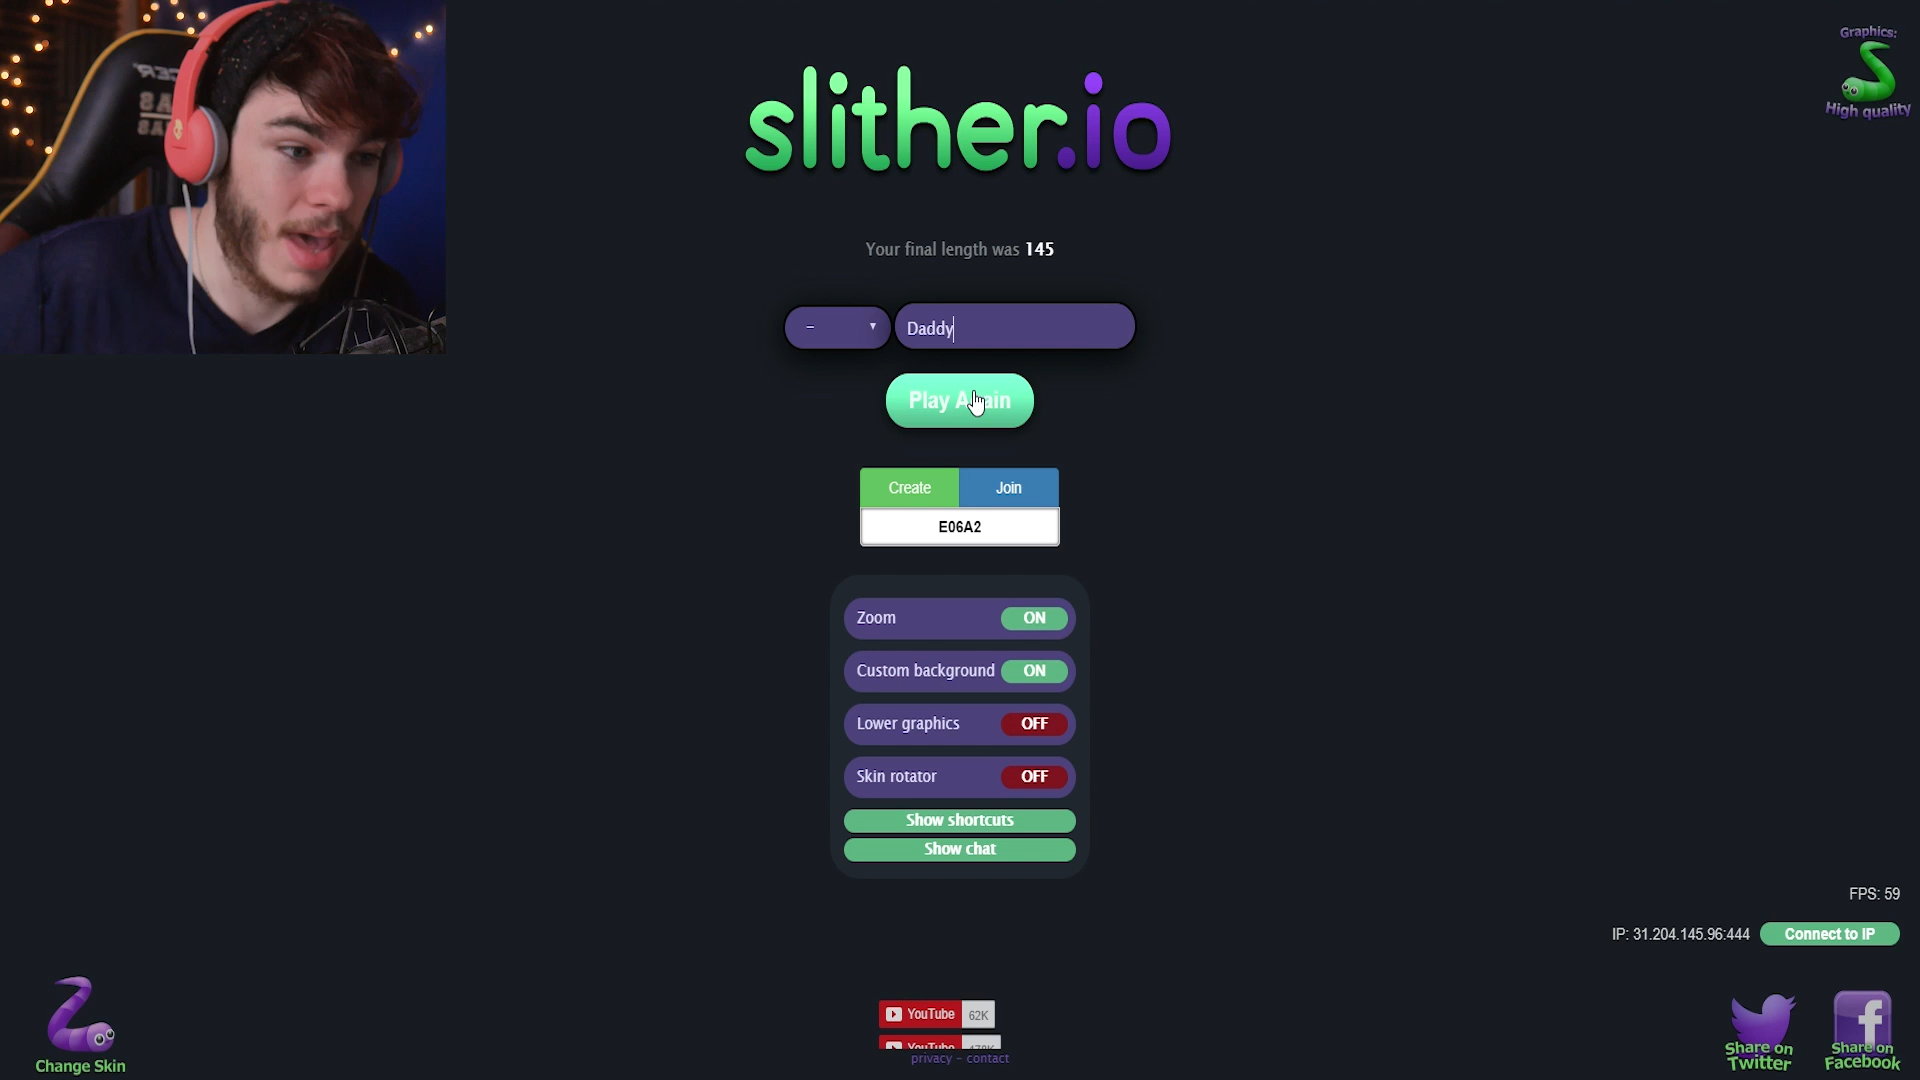 Graphics:
High quality
slither.io
Your final length was 145
–
Daddy
Play Again
Create
Join
E06A2
Zoom ON
Custom background ON
Lower graphics OFF
Skin rotator OFF
Show shortcuts
Show chat
FPS: 59
IP: 31.204.145.96:444
Connect to IP
Change Skin
YouTube 62K
YouTube
privacy – contact
Share on
Twitter
Share on
Facebook